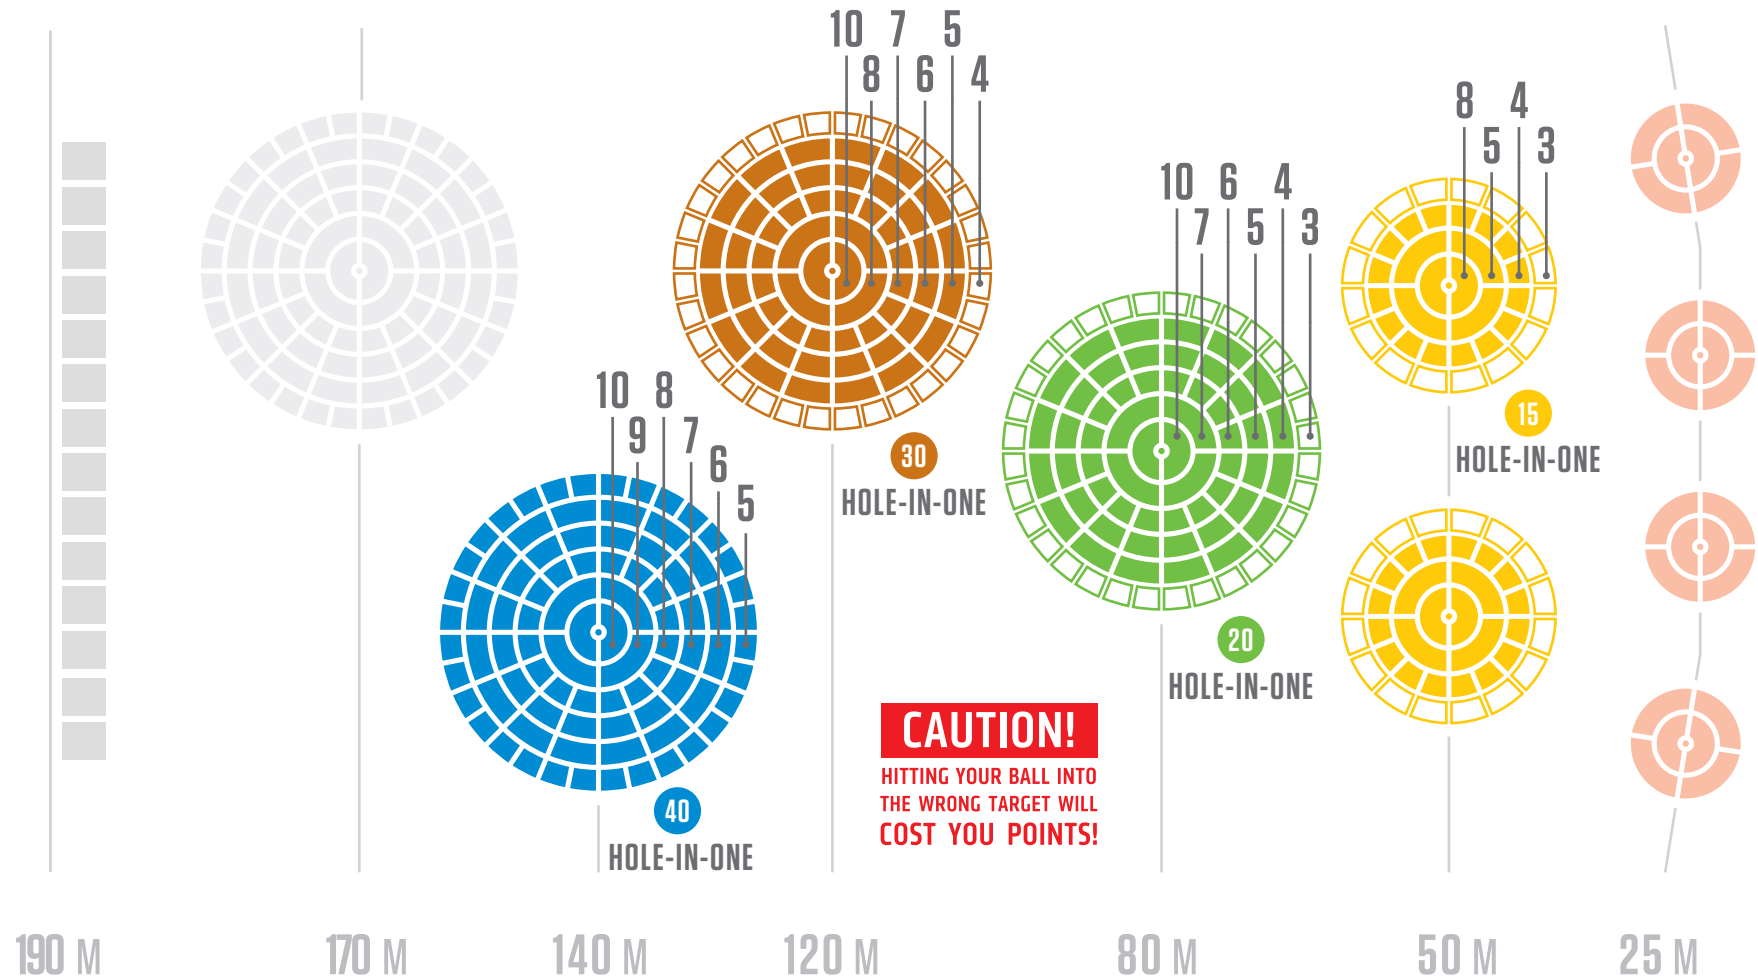 10 7 5
8 6 4
8 4
5 3
10 6 4
7 5 3
10 8
9 7
6
5
15
HOLE-IN-ONE
30
HOLE-IN-ONE
20
HOLE-IN-ONE
CAUTION!
HITTING YOUR BALL INTO
THE WRONG TARGET WILL
COST YOU POINTS!
40
HOLE-IN-ONE
190 M 170 M 140 M 120 M 80 M 50 M 25 M